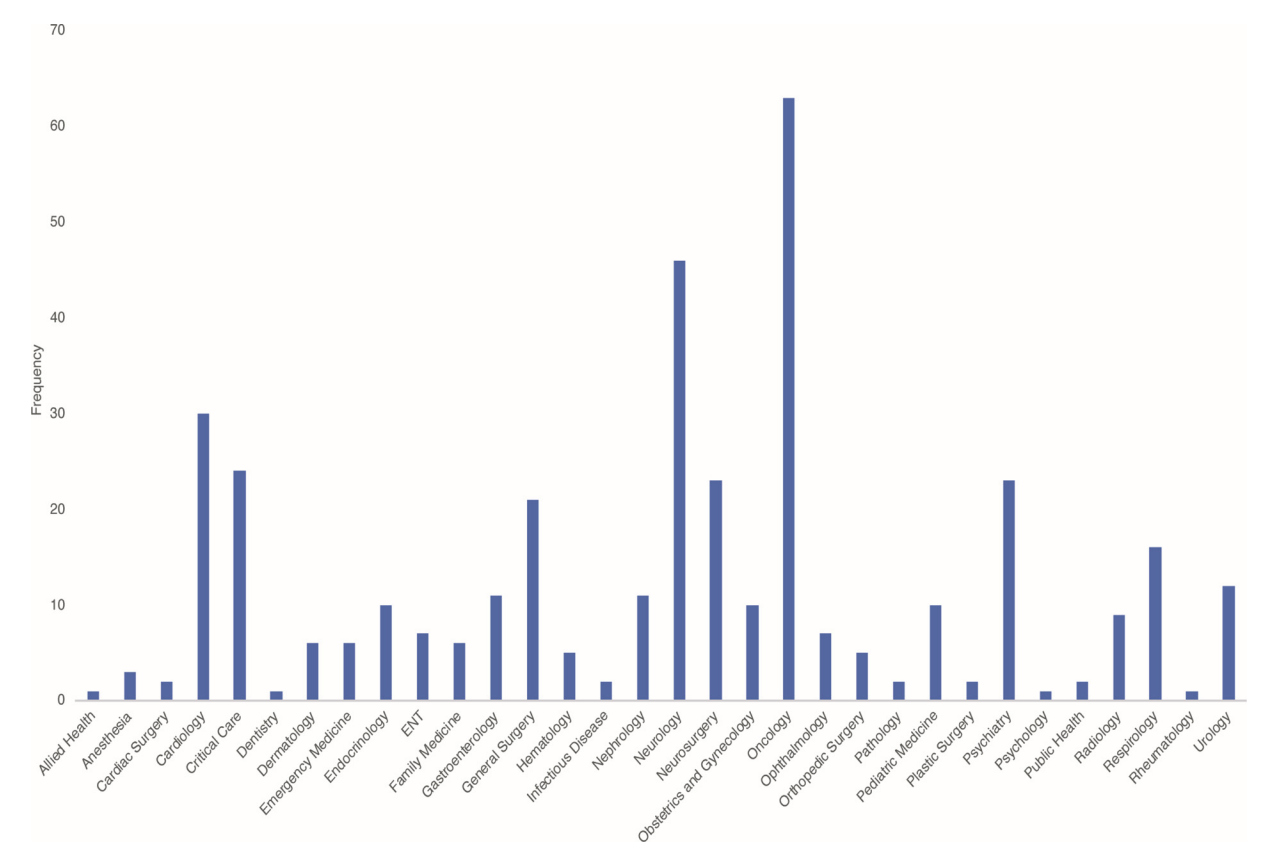 70
60
50
40
30
20
10
0
Frequency
Allied Health
Anesthesia
Cardiac Surgery
Cardiology
Critical Care
Dentistry
Dermatology
Emergency Medicine
Endocrinology
ENT
Family Medicine
Gastroenterology
General Surgery
Hematology
Infectious Disease
Nephrology
Neurology
Neurosurgery
Obstetrics and Gynecology
Oncology
Ophthalmology
Orthopedic Surgery
Pathology
Pediatric Medicine
Plastic Surgery
Psychiatry
Psychology
Public Health
Radiology
Respirology
Rheumatology
Urology